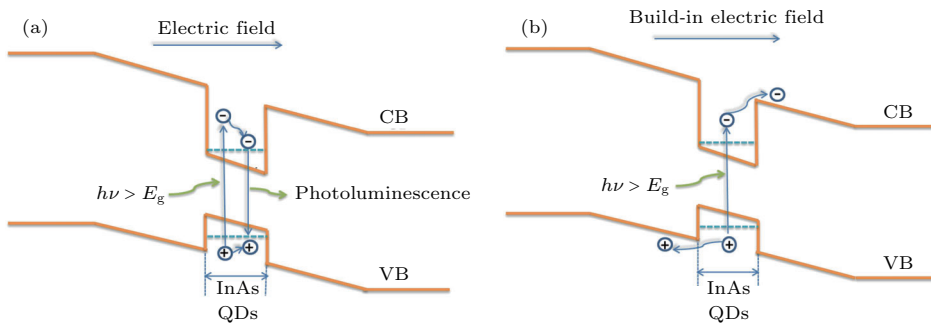 (a)
Electric field
CB
hν > Eg
Photoluminescence
VB
InAs
QDs
(b)
Build-in electric field
CB
hν > Eg
VB
InAs
QDs